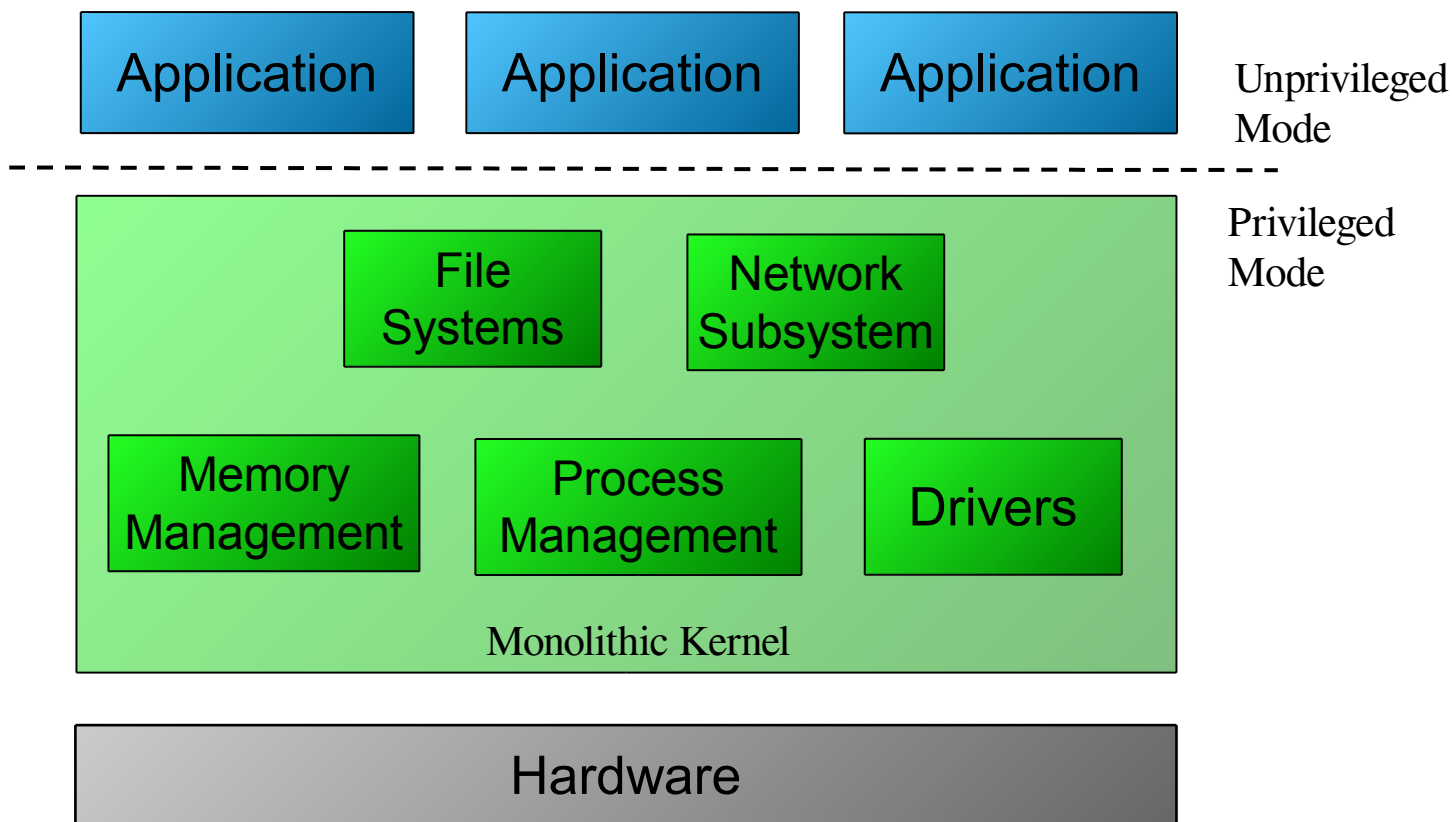 Application
Application
Application
Unprivileged
Mode
Privileged
Mode
File
Systems
Network
Subsystem
Memory
Management
Process
Management
Drivers
Monolithic Kernel
Hardware